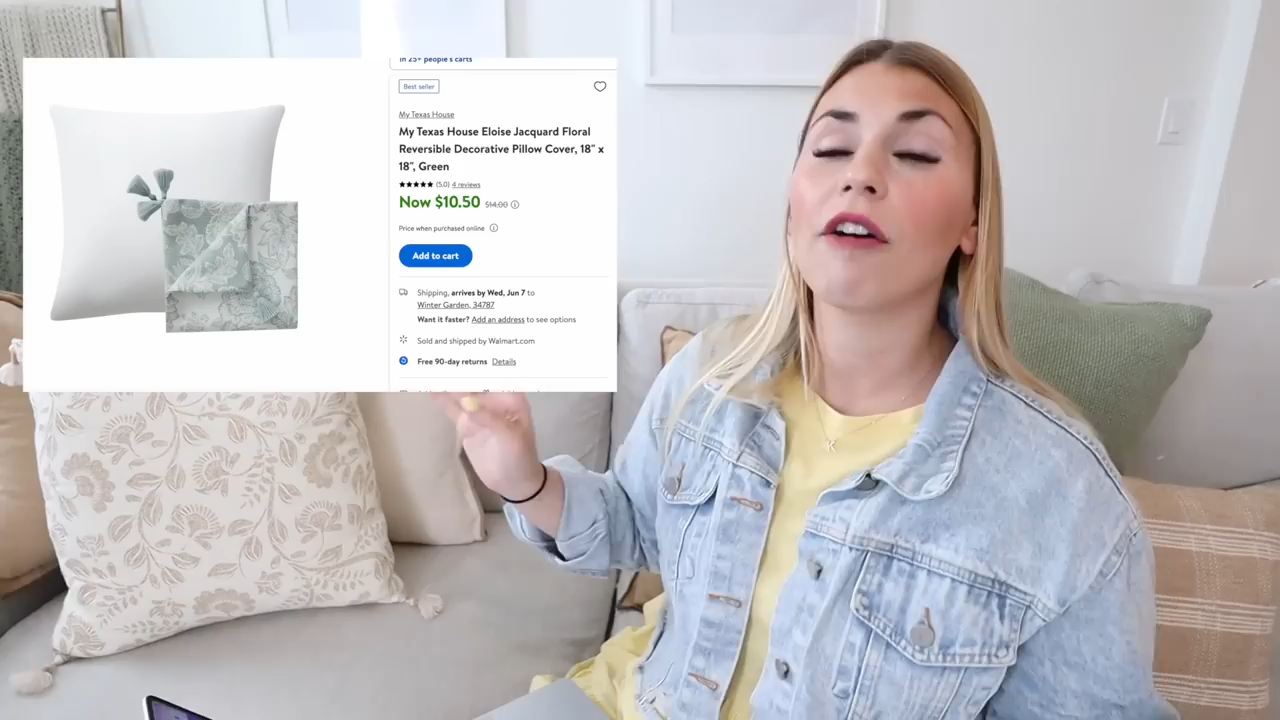 in 25+ people's carts
Best seller
My Texas House
My Texas House Eloise Jacquard Floral
Reversible Decorative Pillow Cover, 18" x
18", Green
(5.0) 4 reviews
Now $10.50 $14.00
Price when purchased online
Add to cart
Shipping, arrives by Wed, Jun 7 to
Winter Garden, 34787
Want it faster? Add an address to see options
Sold and shipped by Walmart.com
Free 90-day returns Details
K